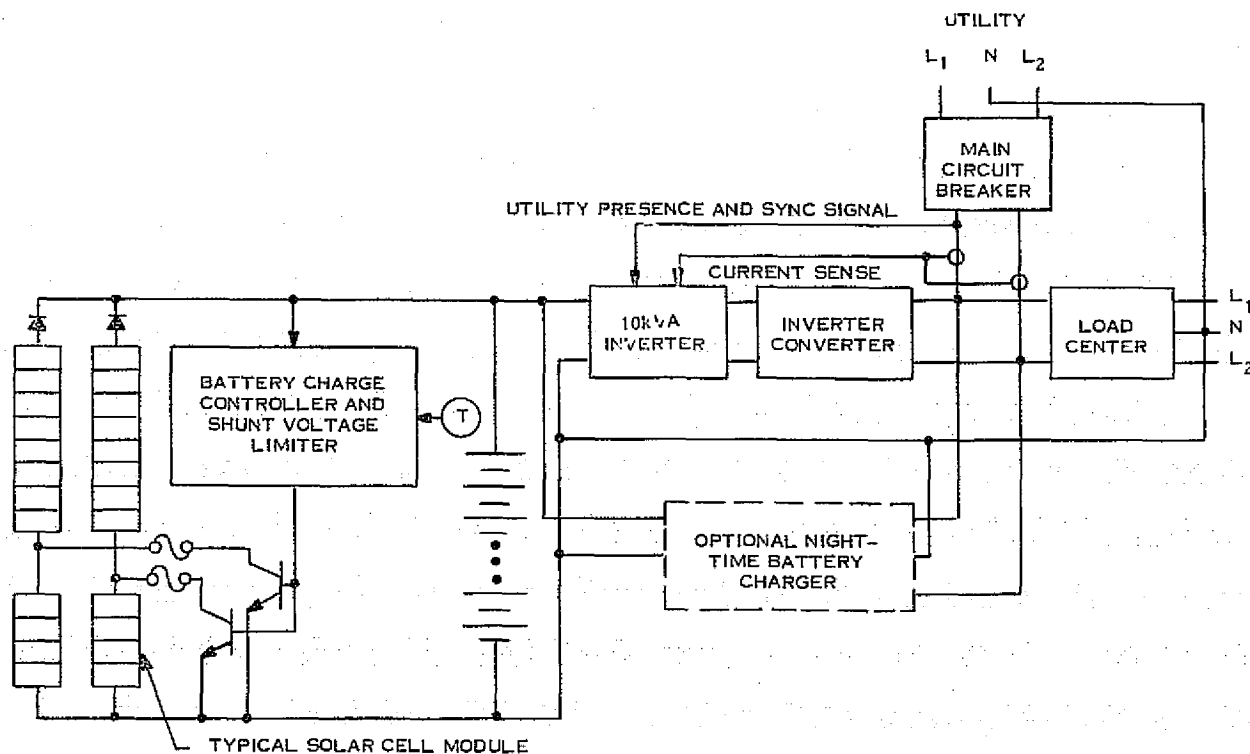 UTILITY
L1 N L2
MAIN
CIRCUIT
BREAKER
UTILITY PRESENCE AND SYNC SIGNAL
CURRENT SENSE
10kVA
INVERTER
INVERTER
CONVERTER
LOAD
CENTER
L1
N
L2
BATTERY CHARGE
CONTROLLER AND
SHUNT VOLTAGE
LIMITER
T
OPTIONAL NIGHT-
TIME BATTERY
CHARGER
TYPICAL SOLAR CELL MODULE